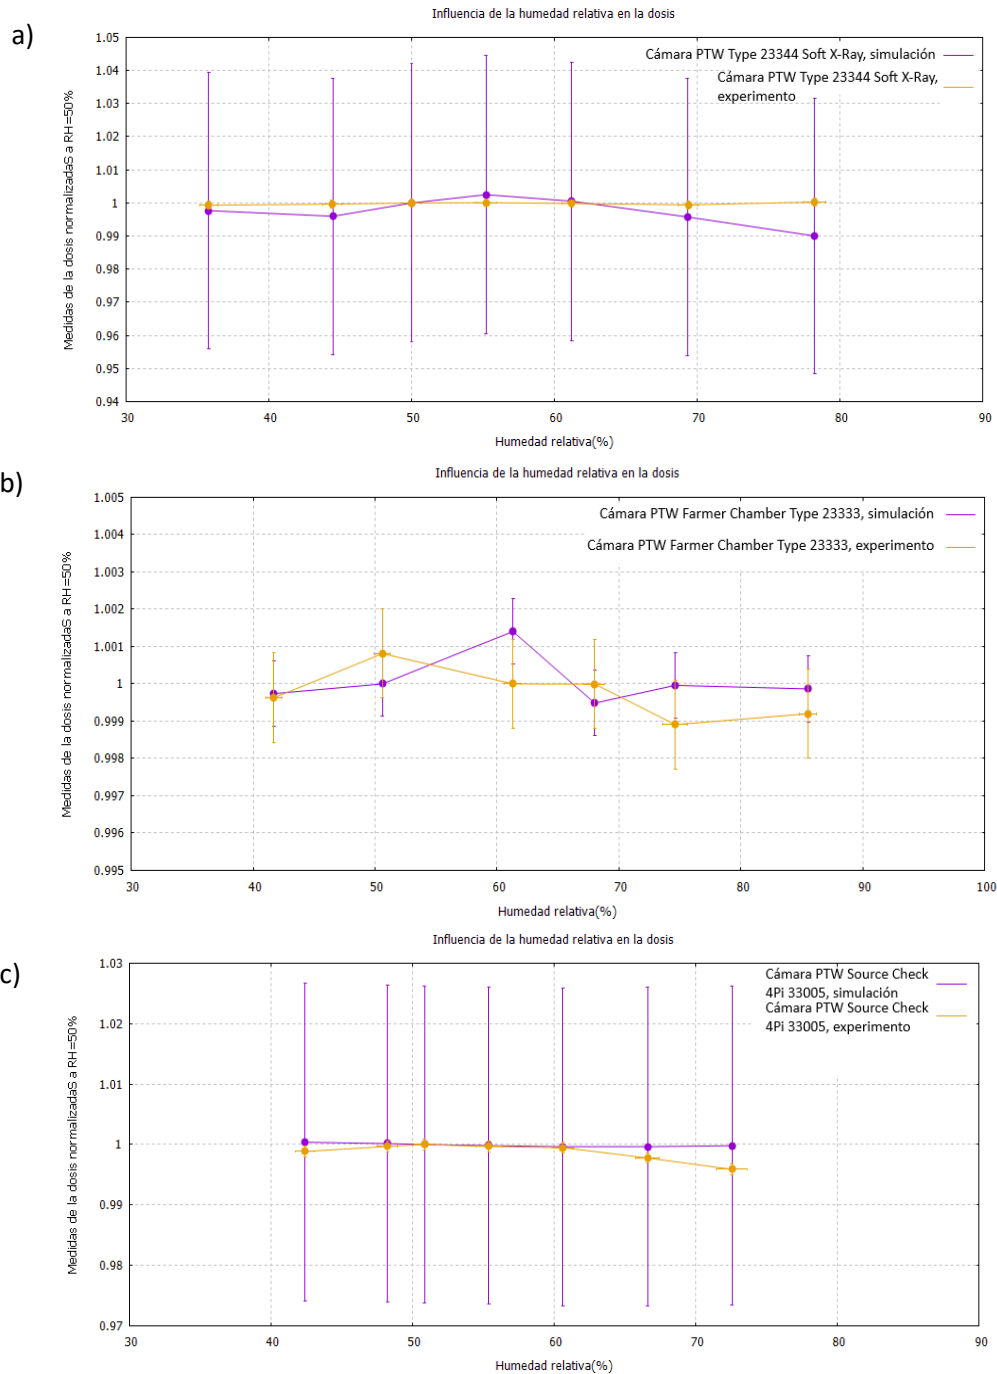 a)
Influencia de la humedad relativa en la dosis
Cámara PTW Type 23344 Soft X-Ray, simulación
Cámara PTW Type 23344 Soft X-Ray,
experimento
Medidas de la dosis normalizadaS a RH=50%
1.05
1.04
1.03
1.02
1.01
1
0.99
0.98
0.97
0.96
0.95
0.94
30 40 50 60 70 80 90
Humedad relativa(%)
b)
Influencia de la humedad relativa en la dosis
Cámara PTW Farmer Chamber Type 23333, simulación
Cámara PTW Farmer Chamber Type 23333, experimento
Medidas de la dosis normalizadaS a RH=50%
1.005
1.004
1.003
1.002
1.001
1
0.999
0.998
0.997
0.996
0.995
30 40 50 60 70 80 90 100
Humedad relativa(%)
c)
Influencia de la humedad relativa en la dosis
Cámara PTW Source Check
4Pi 33005, simulación
Cámara PTW Source Check
4Pi 33005, experimento
Medidas de la dosis normalizadaS a RH=50%
1.03
1.02
1.01
1
0.99
0.98
0.97
30 40 50 60 70 80 90
Humedad relativa(%)